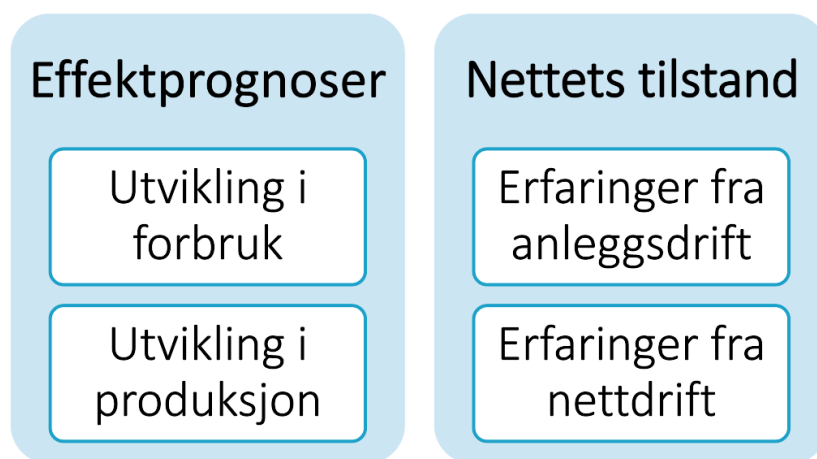 Effektprognoser
Utvikling i
forbruk
Utvikling i
produksjon
Nettets tilstand
Erfaringer fra
anleggsdrift
Erfaringer fra
nettdrift